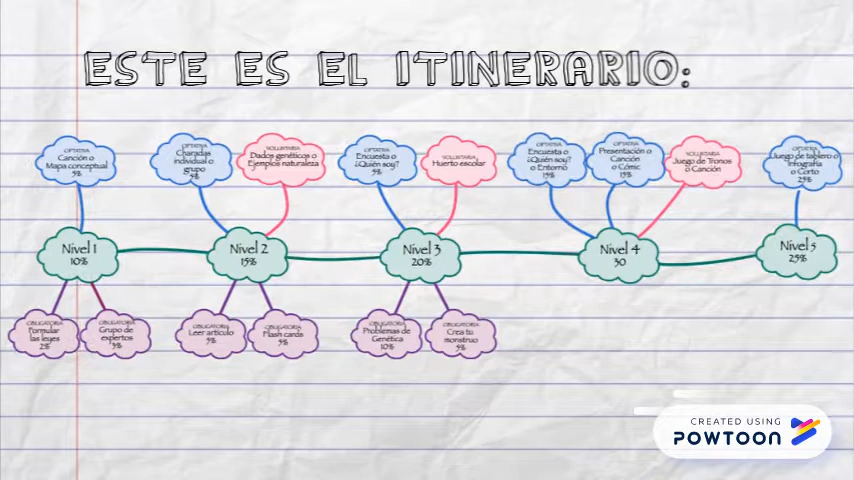 ESTE ES EL ITINERARIO:
OPTATIVA
Canción o
Mapa conceptual
5%
OPTATIVA
Charadas
individual o
grupo
5%
VOLUNTARIA
Dados genéticos o
Ejemplos naturaleza
OPTATIVA
Encuesta o
¿Quién soy?
5%
VOLUNTARIA
Huerto escolar
OPTATIVA
Encuesta o
¿Quién soy?
o Entorno
15%
OPTATIVA
Presentación o
Canción
o Cómic
15%
VOLUNTARIA
Juego de Tronos
o Canción
OPTATIVA
Juego de tablero o
Infografía
o Corto
25%
Nivel 1
10%
Nivel 2
15%
Nivel 3
20%
Nivel 4
30
Nivel 5
25%
OBLIGATORIA
Formular
las leyes
2%
OBLIGATORIA
Grupo de
expertos
3%
OBLIGATORIA
Leer artículo
5%
OBLIGATORIA
Flash cards
5%
OBLIGATORIA
Problemas de
Genética
10%
OBLIGATORIA
Crea tu
monstruo
5%
CREATED USING
POWTOON